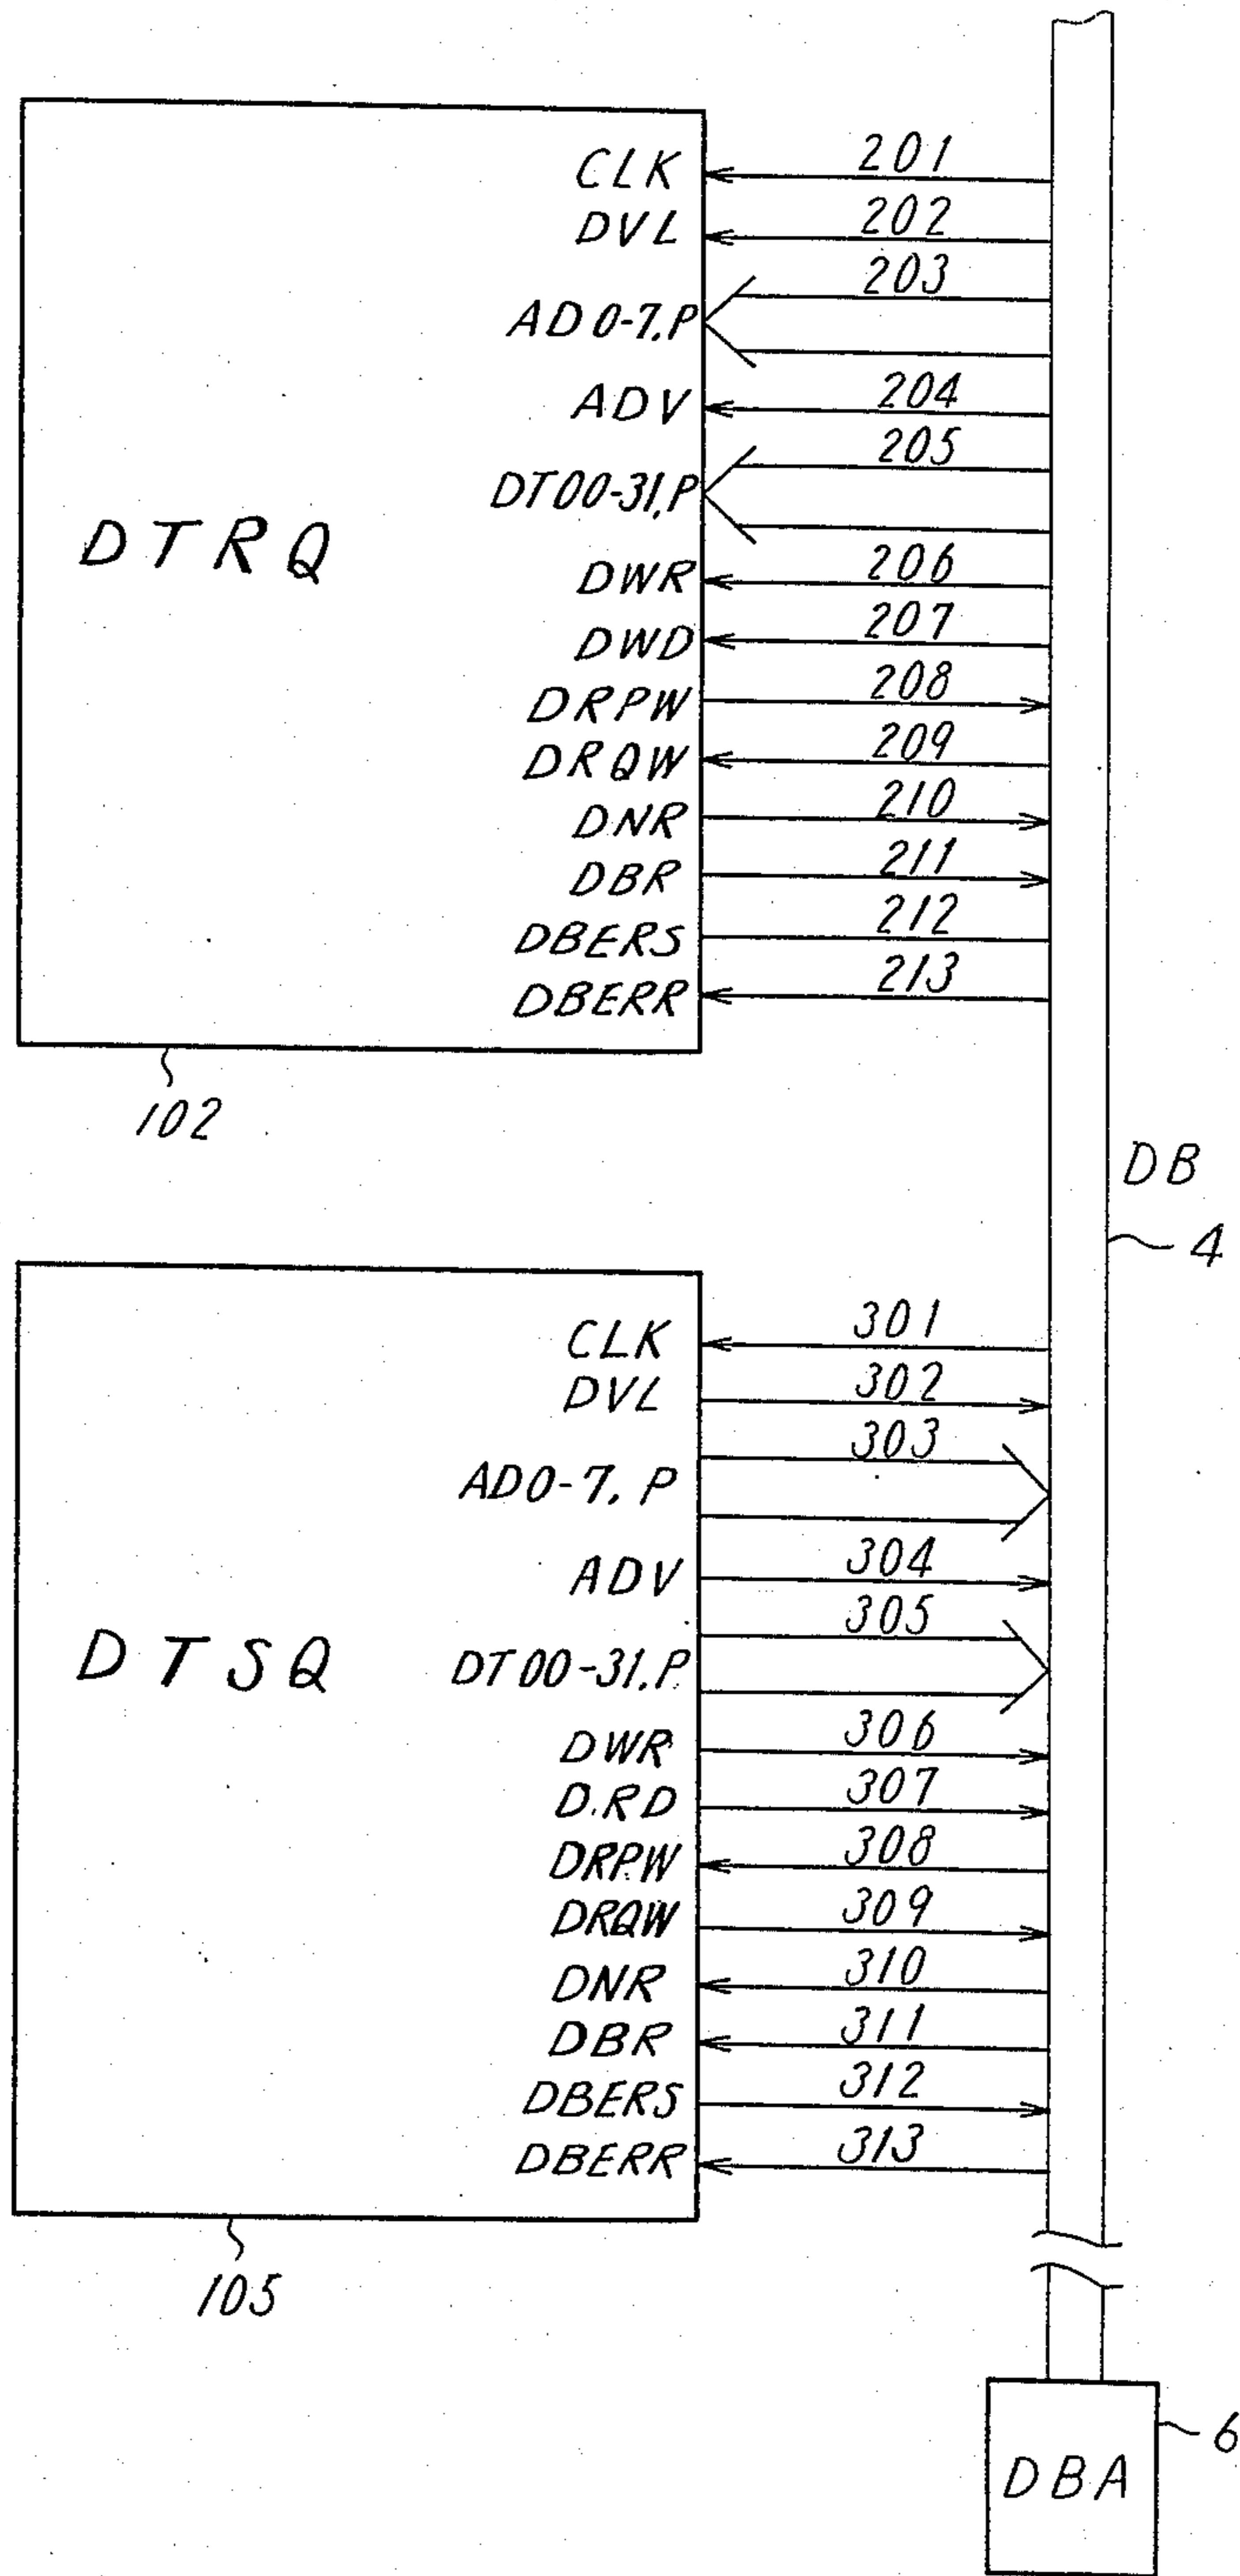 CLK 201
DVL 202
AD0-7.P 203
ADV 204
DT00-31.P 205
DTRQ
DWR 206
DWD 207
DRPW 208
DRQW 209
DNR 210
DBR 211
DBERS 212
DBERR 213
102
DB
4
CLK 301
DVL 302
AD0-7.P 303
ADV 304
DT00-31.P 305
DTSQ
DWR 306
D.RD 307
DRPW 308
DRQW 309
DNR 310
DBR 311
DBERS 312
DBERR 313
105
6
DBA